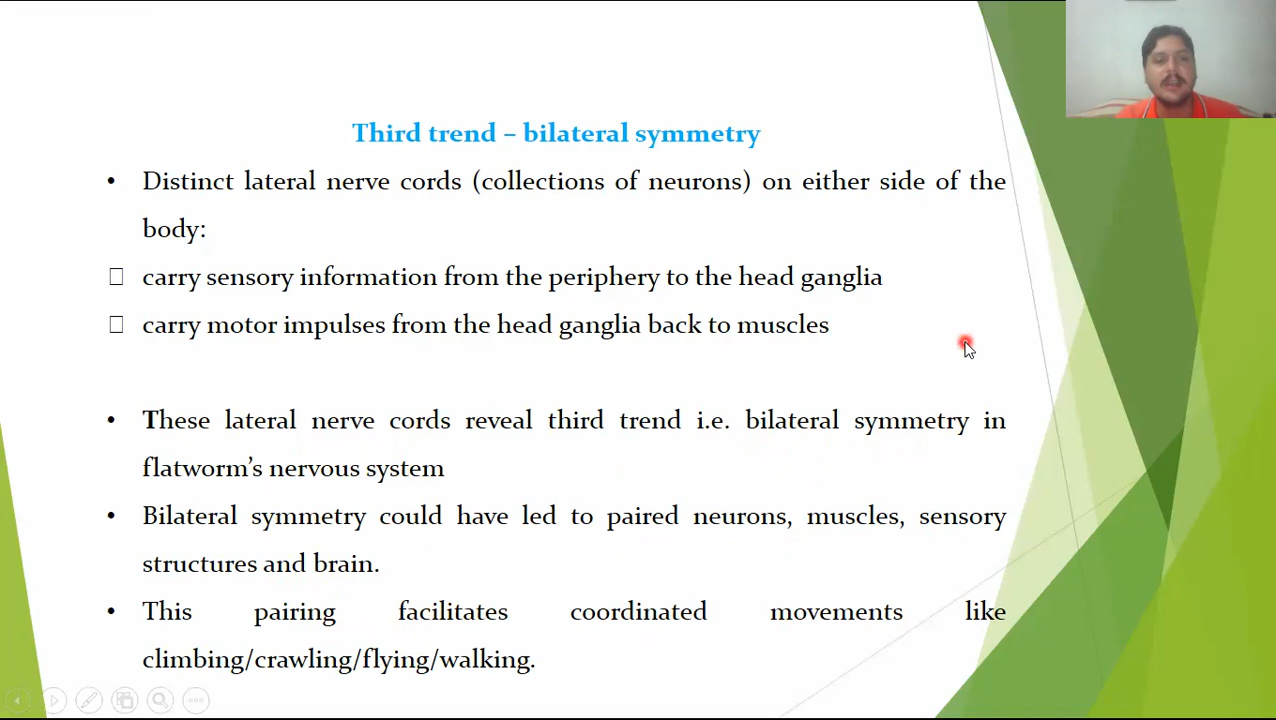 Third trend – bilateral symmetry
• Distinct lateral nerve cords (collections of neurons) on either side of the
body:
□ carry sensory information from the periphery to the head ganglia
□ carry motor impulses from the head ganglia back to muscles
• These lateral nerve cords reveal third trend i.e. bilateral symmetry in
flatworm’s nervous system
• Bilateral symmetry could have led to paired neurons, muscles, sensory
structures and brain.
• This pairing facilitates coordinated movements like
climbing/crawling/flying/walking.